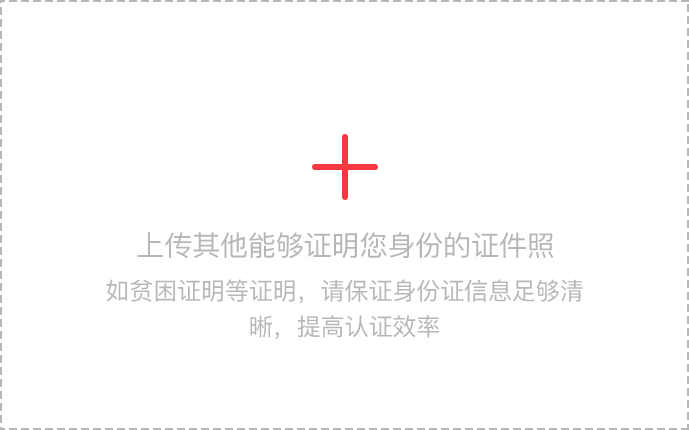 上传其他能够证明您身份的证件照
如贫困证明等证明，请保证身份证信息足够清
晰，提高认证效率